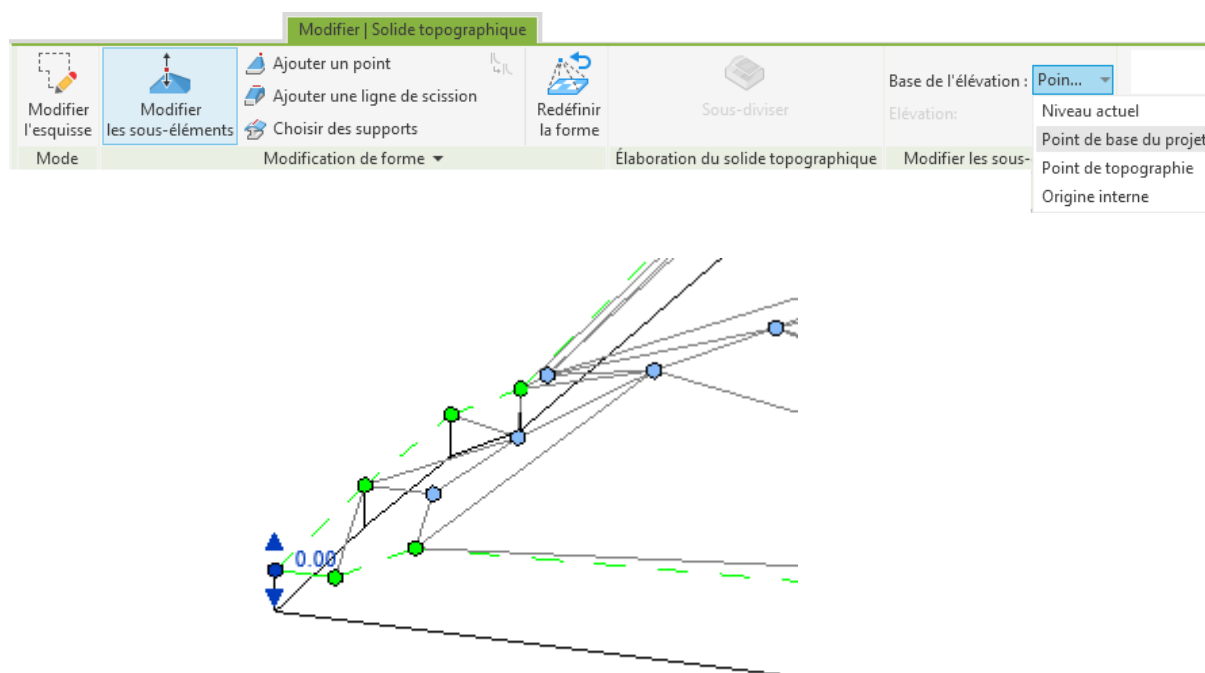 Modifier | Solide topographique
Modifier
l'esquisse
Modifier
les sous-éléments
Ajouter un point
Ajouter une ligne de scission
Choisir des supports
Redéfinir
la forme
Sous-diviser
Base de l'élévation :
Poin...
Elévation:
Niveau actuel
Point de base du projet
Point de topographie
Origine interne
Mode
Modification de forme
Élaboration du solide topographique
Modifier les sous-
0.00